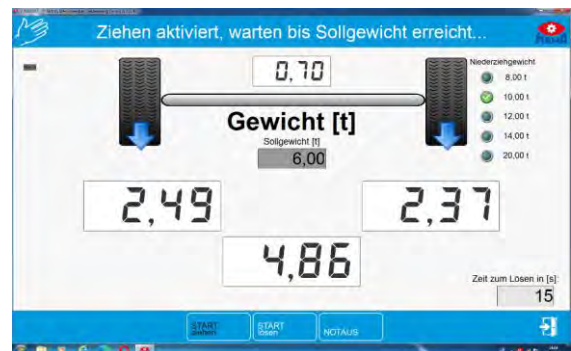 Ziehen aktiviert, warten bis Sollgewicht erreicht...
MENÜ
0,70
Niederziehgewicht
8,00 t
10,00 t
12,00 t
14,00 t
20,00 t
Gewicht [t]
Sollgewicht [t]
6,00
2,49
2,37
4,86
Zeit zum Lösen in [s]:
15
START
ziehen
START
lösen
NOTAUS